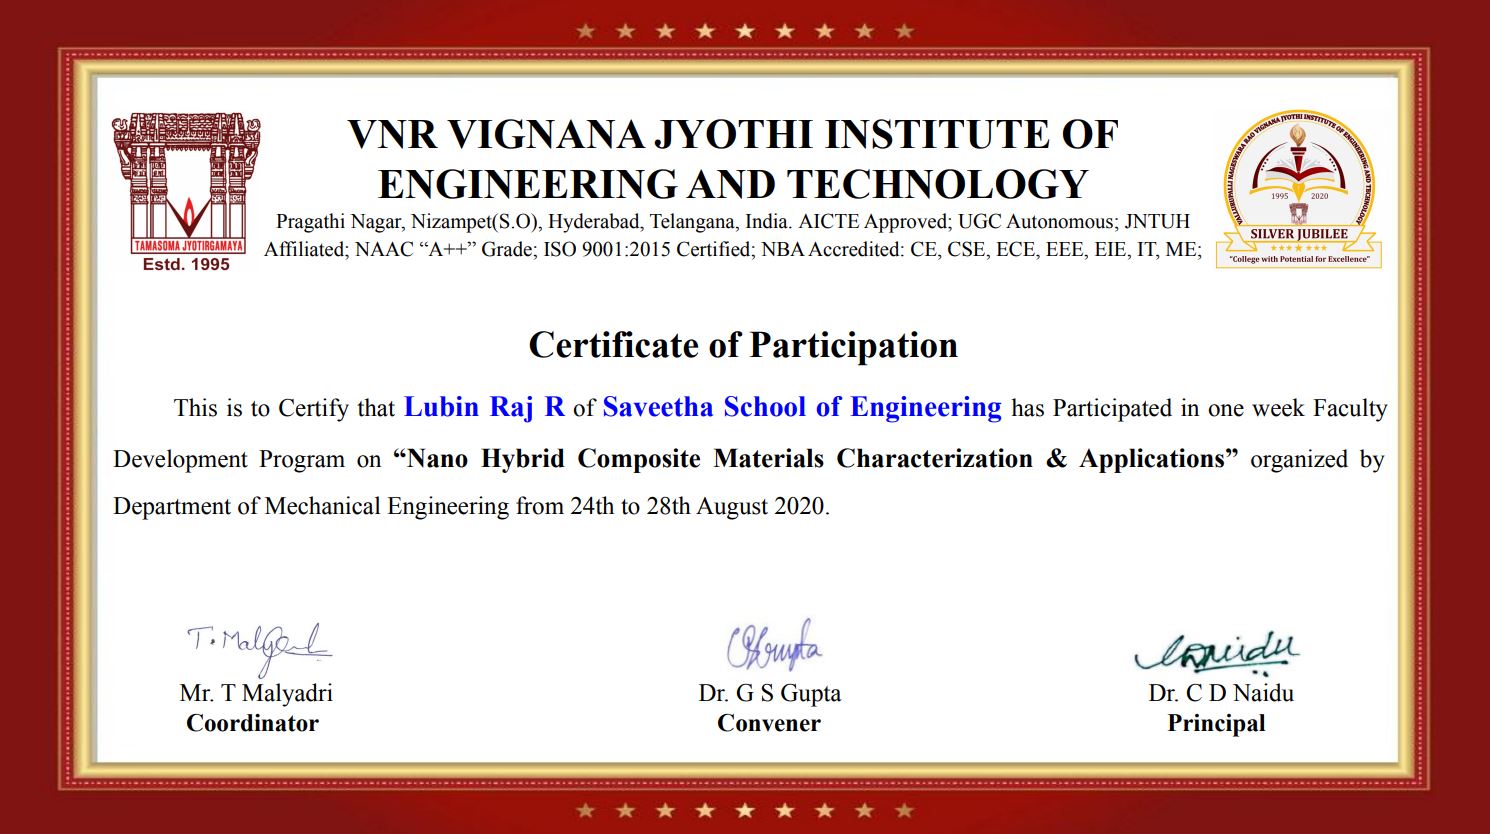 VNR VIGNANA JYOTHI INSTITUTE OF
ENGINEERING AND TECHNOLOGY
Pragathi Nagar, Nizampet(S.O), Hyderabad, Telangana, India. AICTE Approved; UGC Autonomous; JNTUH
Affiliated; NAAC “A++” Grade; ISO 9001:2015 Certified; NBA Accredited: CE, CSE, ECE, EEE, EIE, IT, ME;
TAMASOMA JYOTIRGAMAYA
Estd. 1995
VALLURUPALLI NAGESWARA RAO VIGNANA JYOTHI INSTITUTE OF ENGINEERING AND TECHNOLOGY
1995 2020
SILVER JUBILEE
"College with Potential for Excellence"
Certificate of Participation
This is to Certify that Lubin Raj R of Saveetha School of Engineering has Participated in one week Faculty
Development Program on “Nano Hybrid Composite Materials Characterization & Applications” organized by
Department of Mechanical Engineering from 24th to 28th August 2020.
Mr. T Malyadri
Coordinator
Dr. G S Gupta
Convener
Dr. C D Naidu
Principal